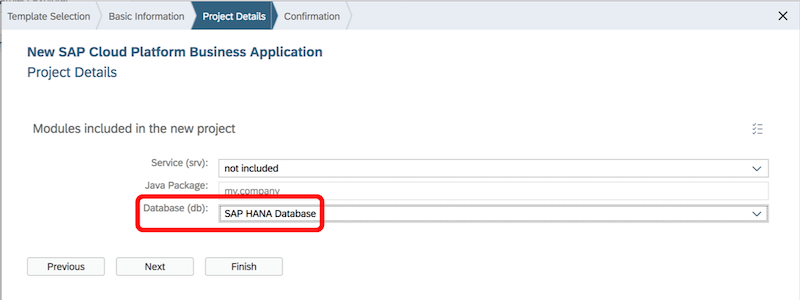 Template Selection Basic Information Project Details Confirmation
New SAP Cloud Platform Business Application
Project Details
Modules included in the new project
Service (srv): not included
Java Package: my.company
Database (db): SAP HANA Database
Previous Next Finish